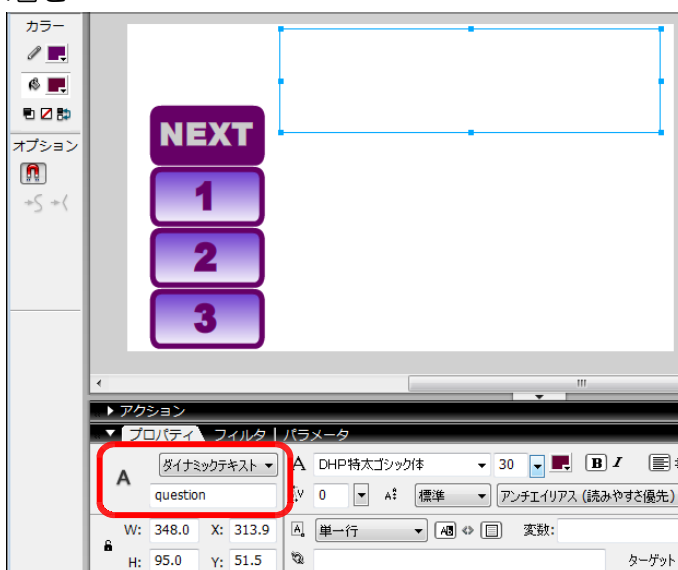 カラー
オプション
NEXT
1
2
3
アクション
プロパティ フィルタ パラメータ
A ダイナミックテキスト A DHP特太ゴシック体 30 B I
question 0 標準 アンチエイリアス (読みやすさ優先)
W: 348.0 X: 313.9 単一行 変数:
H: 95.0 Y: 51.5 ターゲット